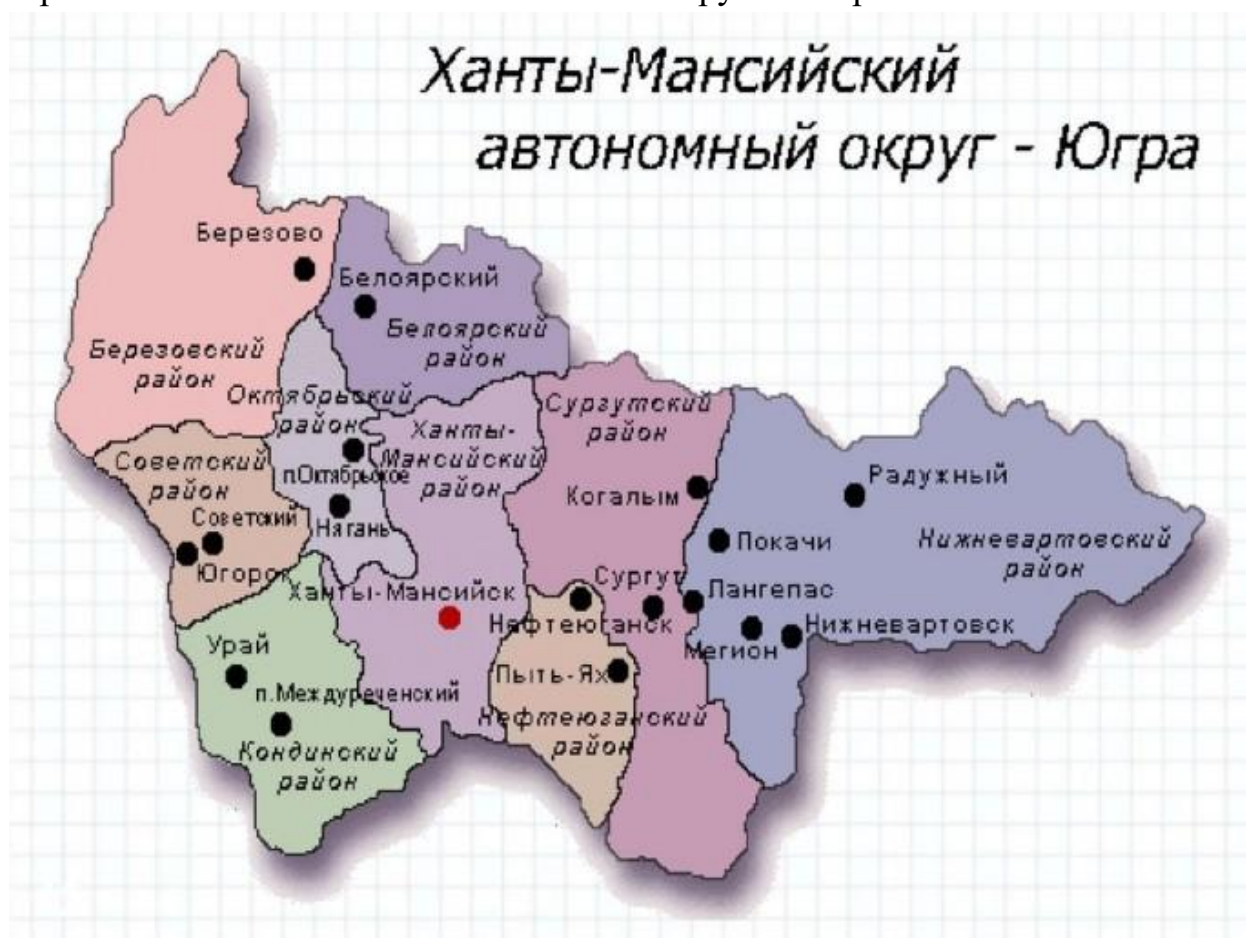 Ханты-Мансийский
автономный округ - Югра
Березово
Белоярский
Белоярский
район
Березовский
район
Октябрьский
район
Сургутский
район
Ханты-
Мансийский
район
Советский
район
п.Октябрьское
Радужный
Когалым
Советский
Нягань
Покачи
Нижневартовский
район
Югорск
Ханты-Мансийск
Сургут
Лангепас
Нефтеюганск
Нижневартовск
Мегион
Урай
Пыть-Ях
п.Междуреченский
Нефтеюганский
район
Кондинский
район